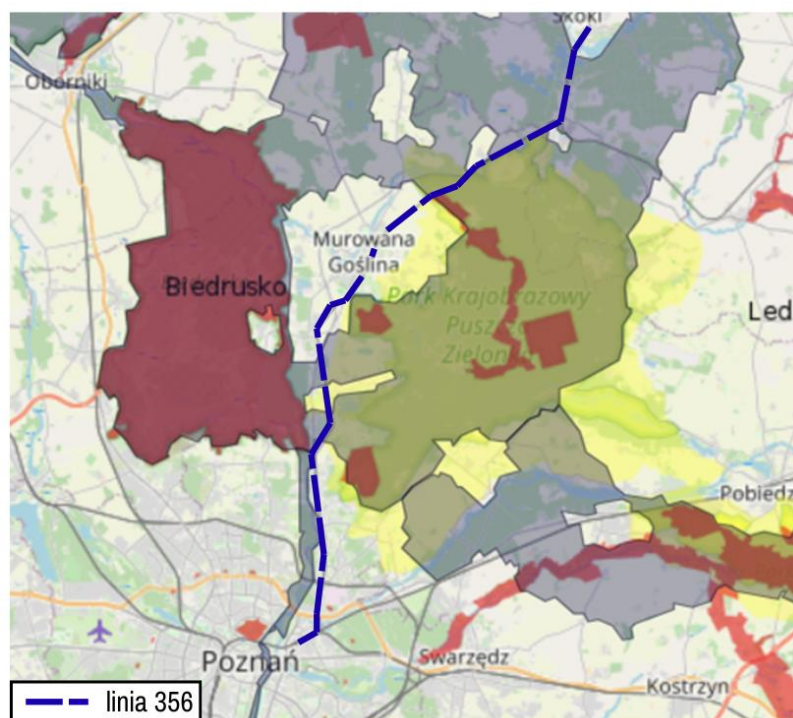 Skoki
Oborniki
Murowana
Goślina
Biedrusko
Park Krajobrazowy
Puszcza
Zielonka
Led
Pobiedz
Poznań
Swarzędz
Kostrzyn
linia 356